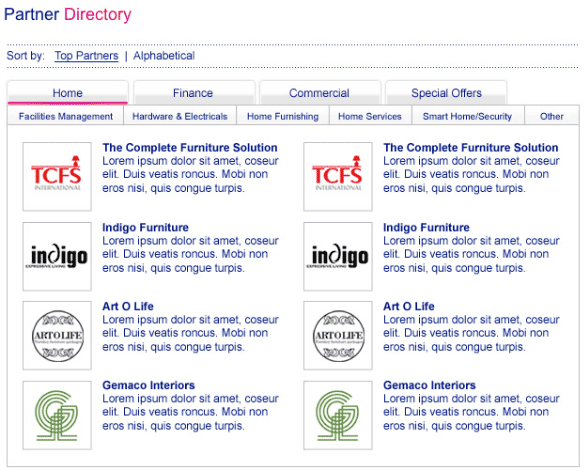 Partner Directory
Sort by: Top Partners | Alphabetical
Home Finance Commercial Special Offers
Facilities Management Hardware & Electricals Home Furnishing Home Services Smart Home/Security Other
TCFS
INTERNATIONAL
The Complete Furniture Solution
Lorem ipsum dolor sit amet, coseur
elit. Duis veatis roncus. Mobi non
eros nisi, quis congue turpis.
TCFS
INTERNATIONAL
The Complete Furniture Solution
Lorem ipsum dolor sit amet, coseur
elit. Duis veatis roncus. Mobi non
eros nisi, quis congue turpis.
indigo
EXPRESSIVE LIVING
Indigo Furniture
Lorem ipsum dolor sit amet, coseur
elit. Duis veatis roncus. Mobi non
eros nisi, quis congue turpis.
indigo
EXPRESSIVE LIVING
Indigo Furniture
Lorem ipsum dolor sit amet, coseur
elit. Duis veatis roncus. Mobi non
eros nisi, quis congue turpis.
ART O LIFE
Art O Life
Lorem ipsum dolor sit amet, coseur
elit. Duis veatis roncus. Mobi non
eros nisi, quis congue turpis.
ART O LIFE
Art O Life
Lorem ipsum dolor sit amet, coseur
elit. Duis veatis roncus. Mobi non
eros nisi, quis congue turpis.
Gemaco Interiors
Lorem ipsum dolor sit amet, coseur
elit. Duis veatis roncus. Mobi non
eros nisi, quis congue turpis.
Gemaco Interiors
Lorem ipsum dolor sit amet, coseur
elit. Duis veatis roncus. Mobi non
eros nisi, quis congue turpis.